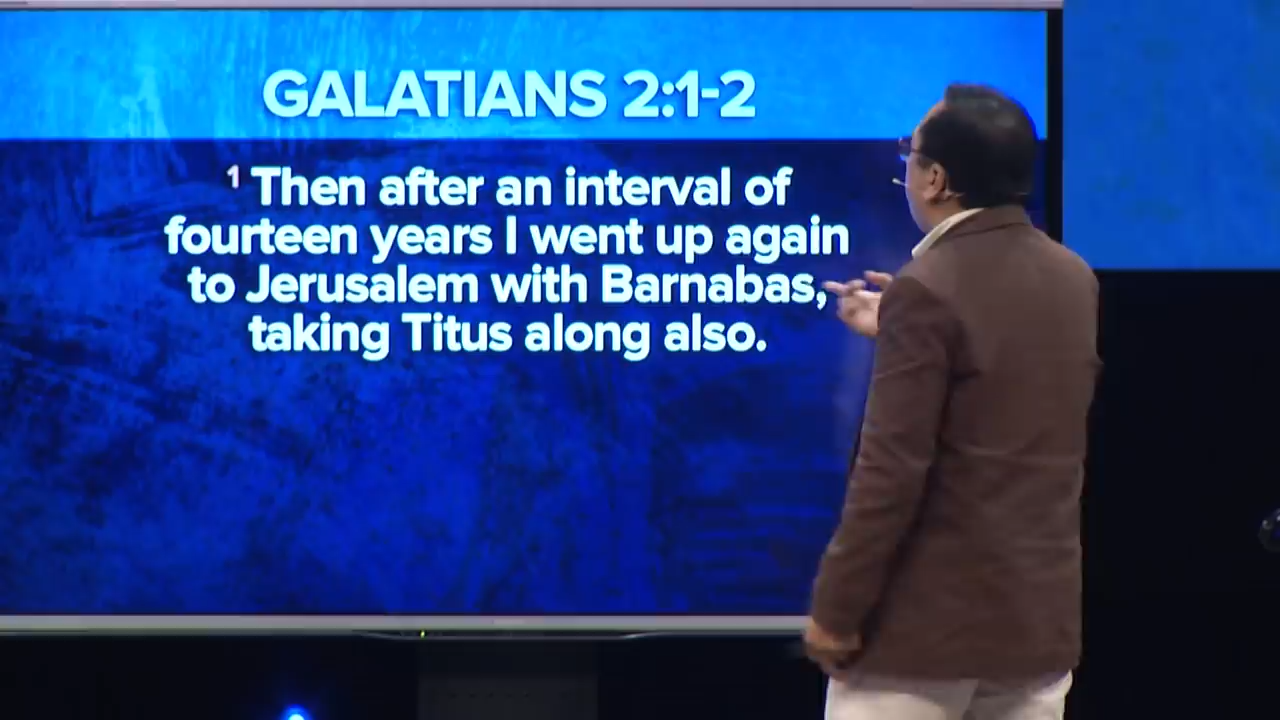 GALATIANS 2:1-2
1 Then after an interval of
fourteen years I went up again
to Jerusalem with Barnabas,
taking Titus along also.